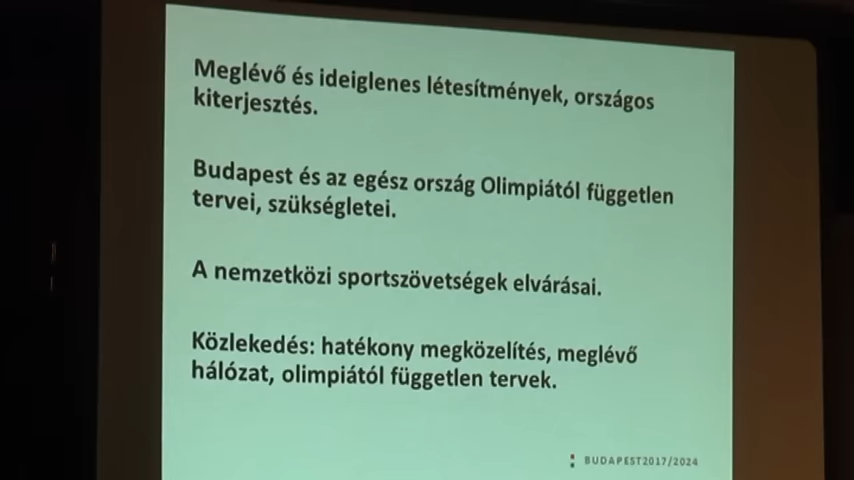 Meglévő és ideiglenes létesítmények, országos
kiterjesztés.
Budapest és az egész ország Olimpiától független
tervei, szükségletei.
A nemzetközi sportszövetségek elvárásai.
Közlekedés: hatékony megközelítés, meglévő
hálózat, olimpiától független tervek.
BUDAPEST2017/2024